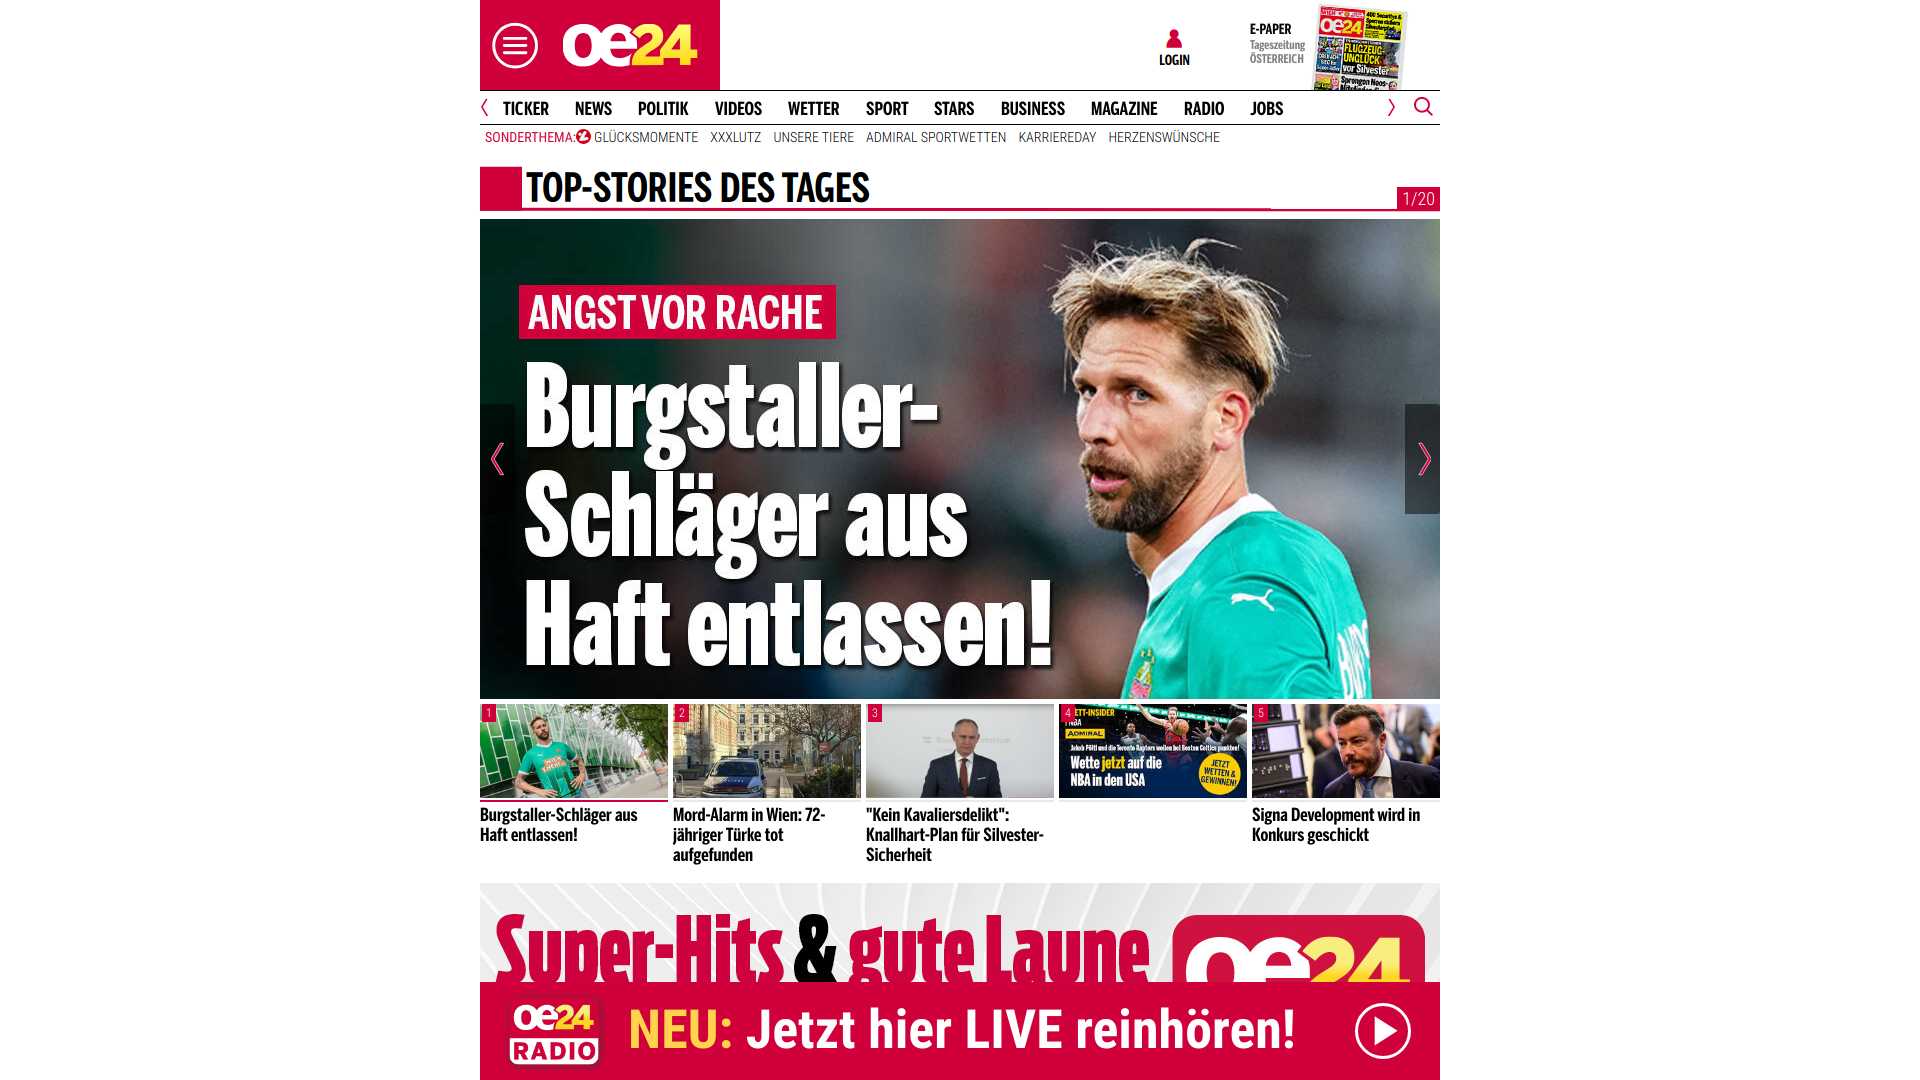 oe24
LOGIN
E-PAPER
Tageszeitung
ÖSTERREICH
oe24
FLUGZEUG-
UNGLÜCK
vor Silvester
TICKER NEWS POLITIK VIDEOS WETTER SPORT STARS BUSINESS MAGAZINE RADIO JOBS
SONDERTHEMA: GLÜCKSMOMENTE XXXLUTZ UNSERE TIERE ADMIRAL SPORTWETTEN KARRIEREDAY HERZENSWÜNSCHE
TOP-STORIES DES TAGES
1/20
ANGST VOR RACHE
Burgstaller-
Schläger aus
Haft entlassen!
1
2
3
4
5
ETT-INSIDER
NBA
ADMIRAL
Jakob Pöltl und die Toronto Raptors wollen bei Boston Celtics punkten!
Wette jetzt auf die
NBA in den USA
JETZT
WETTEN &
GEWINNEN!
Burgstaller-Schläger aus
Haft entlassen!
Mord-Alarm in Wien: 72-
jähriger Türke tot
aufgefunden
"Kein Kavaliersdelikt":
Knallhart-Plan für Silvester-
Sicherheit
Signa Development wird in
Konkurs geschickt
Super-Hits & gute Laune
oe24
oe24
RADIO
NEU: Jetzt hier LIVE reinhören!